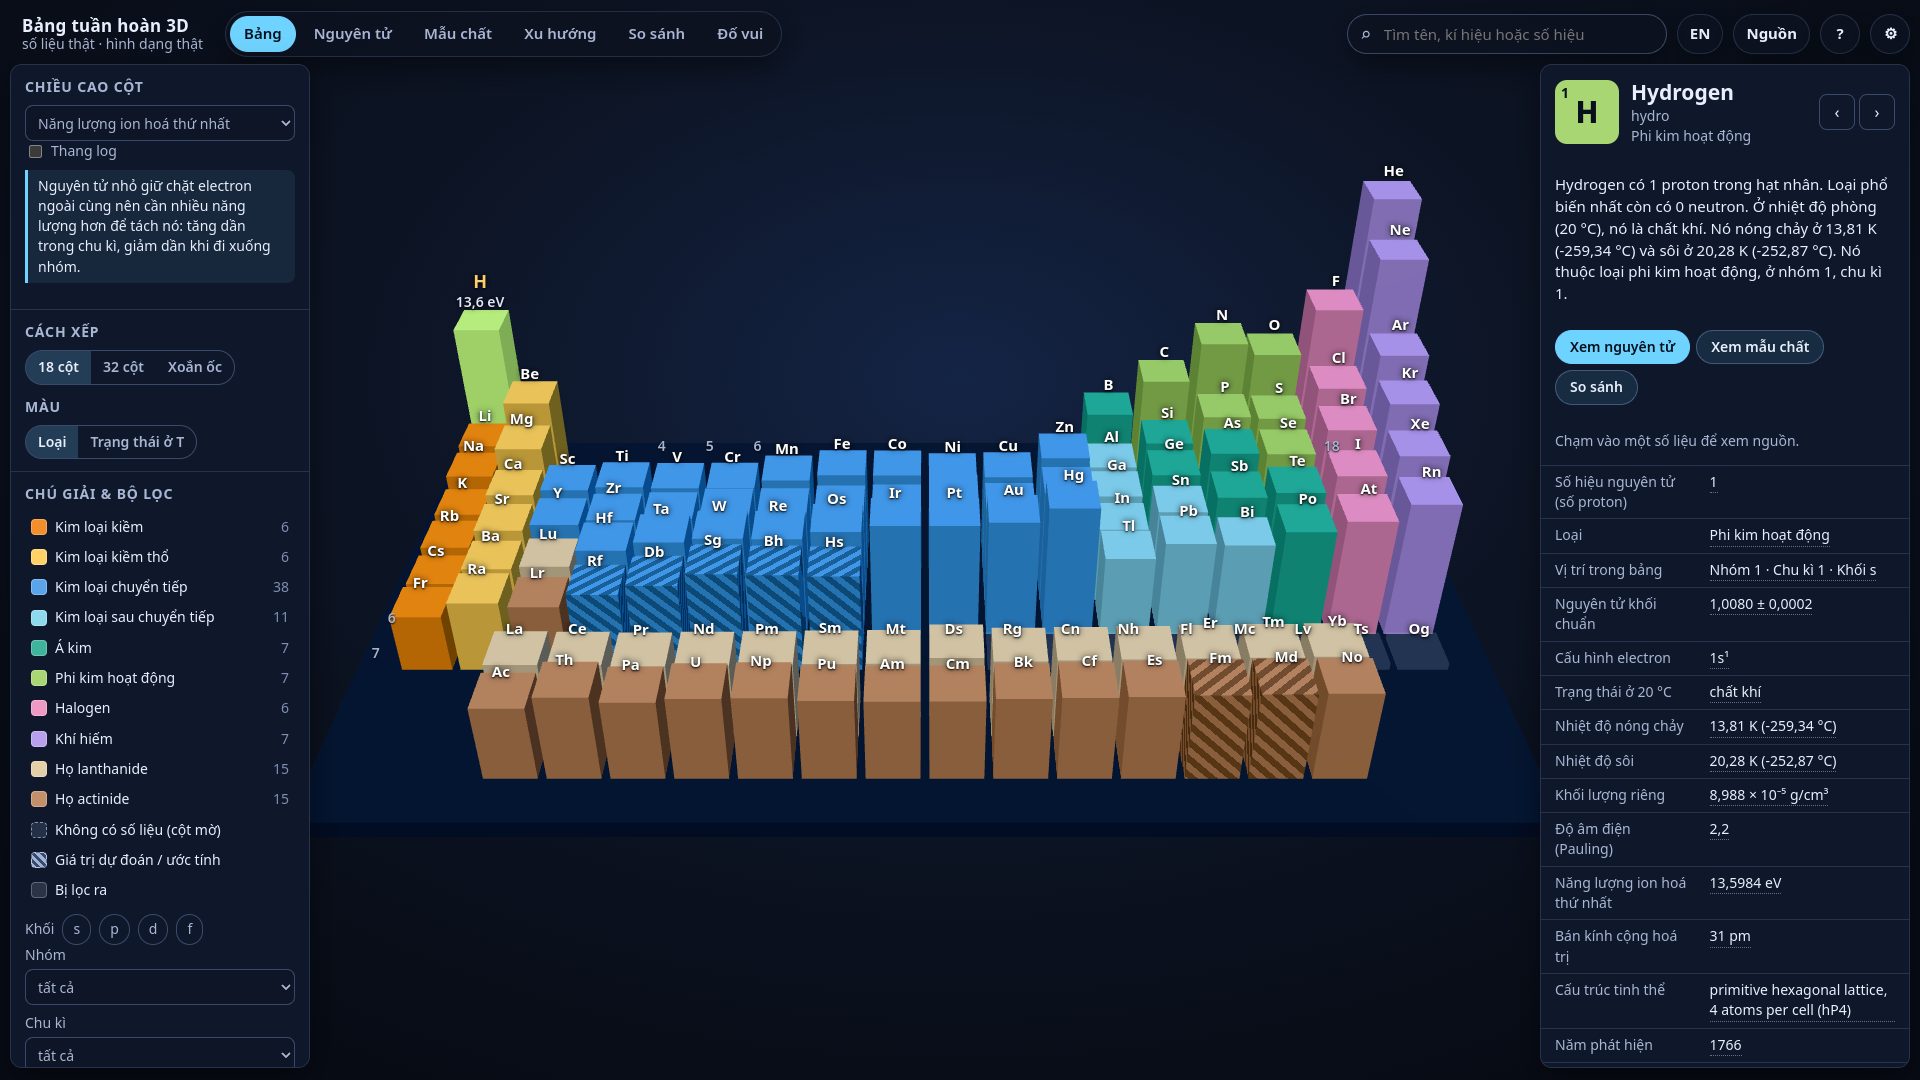 Bảng tuần hoàn 3D
số liệu thật · hình dạng thật
Bảng
Nguyên tử
Mẫu chất
Xu hướng
So sánh
Đố vui
Tìm tên, kí hiệu hoặc số hiệu
EN
Nguồn
?
CHIỀU CAO CỘT
Năng lượng ion hoá thứ nhất
Thang log
Nguyên tử nhỏ giữ chặt electron
ngoài cùng nên cần nhiều năng
lượng hơn để tách nó: tăng dần
trong chu kì, giảm dần khi đi xuống
nhóm.
CÁCH XẾP
18 cột
32 cột
Xoắn ốc
MÀU
Loại
Trạng thái ở T
CHÚ GIẢI & BỘ LỌC
Kim loại kiềm 6
Kim loại kiềm thổ 6
Kim loại chuyển tiếp 38
Kim loại sau chuyển tiếp 11
Á kim 7
Phi kim hoạt động 7
Halogen 6
Khí hiếm 7
Họ lanthanide 15
Họ actinide 15
Không có số liệu (cột mờ)
Giá trị dự đoán / ước tính
Bị lọc ra
Khối s p d f
Nhóm
tất cả
Chu kì
tất cả
He
Ne
H
13,6 eV
F
N
O
Ar
C
Cl
Kr
Be
B
P
S
Br
Li
Mg
Si
As
Se
Xe
Zn
Na
Ca
Sc
Ti
4
V
5
Cr
6
Mn
Fe
Co
Ni
Cu
Al
Ge
18
I
K
Sr
Y
Zr
Hg
Ga
Sb
Te
Rn
Rb
Ba
Hf
Ta
W
Re
Os
Ir
Pt
Au
In
Sn
Po
At
Cs
Ra
Lu
Rf
Db
Sg
Bh
Hs
Tl
Pb
Bi
Fr
Lr
6
7
La
Ce
Pr
Nd
Pm
Sm
Mt
Ds
Rg
Cn
Nh
Fl
Er
Mc
Tm
Lv
Yb
Ts
Og
Ac
Th
Pa
U
Np
Pu
Am
Cm
Bk
Cf
Es
Fm
Md
No
1
H
Hydrogen
hydro
Phi kim hoạt động
‹
›
Hydrogen có 1 proton trong hạt nhân. Loại phổ
biến nhất còn có 0 neutron. Ở nhiệt độ phòng
(20 °C), nó là chất khí. Nó nóng chảy ở 13,81 K
(-259,34 °C) và sôi ở 20,28 K (-252,87 °C). Nó
thuộc loại phi kim hoạt động, ở nhóm 1, chu kì
1.
Xem nguyên tử
Xem mẫu chất
So sánh
Chạm vào một số liệu để xem nguồn.
Số hiệu nguyên tử 1
(số proton)
Loại Phi kim hoạt động
Vị trí trong bảng Nhóm 1 · Chu kì 1 · Khối s
Nguyên tử khối 1,0080 ± 0,0002
chuẩn
Cấu hình electron 1s¹
Trạng thái ở 20 °C chất khí
Nhiệt độ nóng chảy 13,81 K (-259,34 °C)
Nhiệt độ sôi 20,28 K (-252,87 °C)
Khối lượng riêng 8,988 × 10⁻⁵ g/cm³
Độ âm điện 2,2
(Pauling)
Năng lượng ion hoá 13,5984 eV
thứ nhất
Bán kính cộng hoá 31 pm
trị
Cấu trúc tinh thể primitive hexagonal lattice,
4 atoms per cell (hP4)
Năm phát hiện 1766